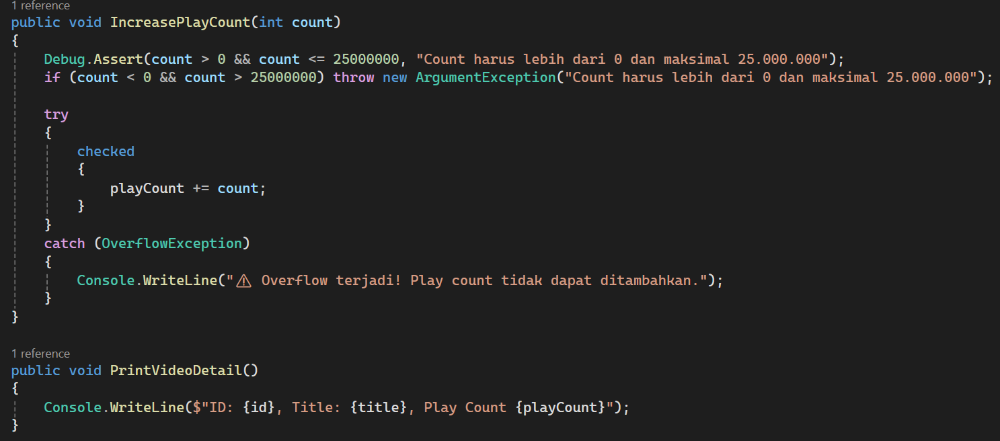 1 reference
public void IncreasePlayCount(int count)
{
Debug.Assert(count > 0 && count <= 25000000, "Count harus lebih dari 0 dan maksimal 25.000.000");
if (count < 0 && count > 25000000) throw new ArgumentException("Count harus lebih dari 0 dan maksimal 25.000.000");
try
{
checked
{
playCount += count;
}
}
catch (OverflowException)
{
Console.WriteLine("⚠ Overflow terjadi! Play count tidak dapat ditambahkan.");
}
}
1 reference
public void PrintVideoDetail()
{
Console.WriteLine($"ID: {id}, Title: {title}, Play Count {playCount}");
}